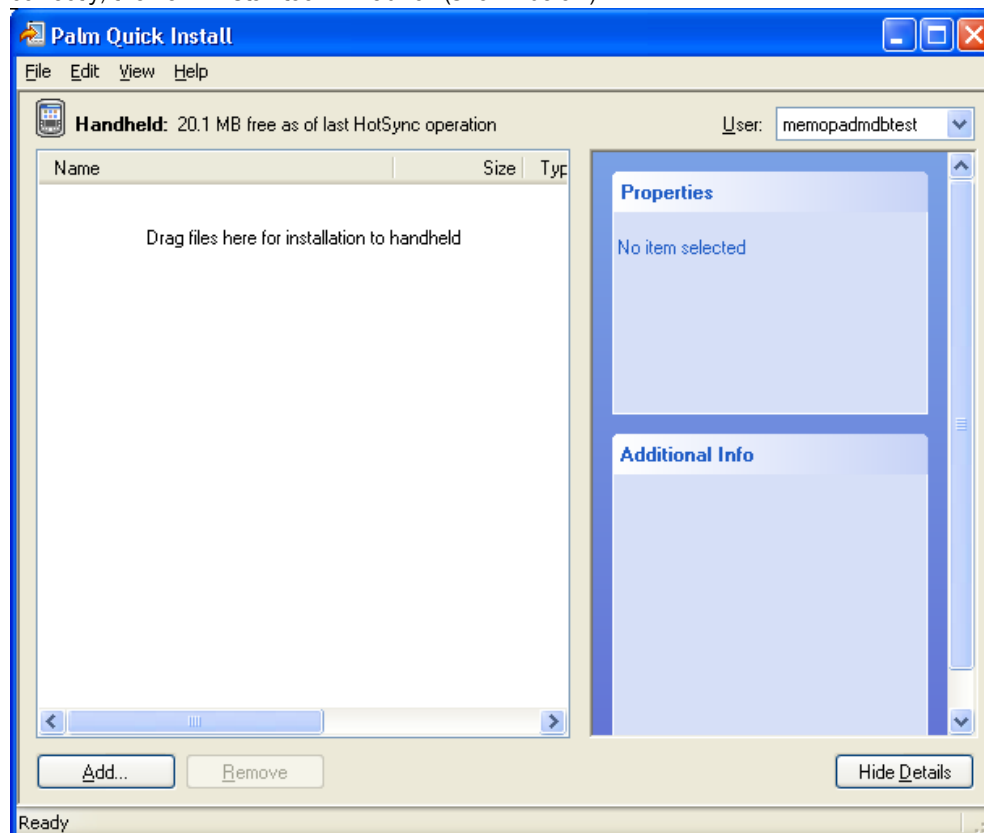 Palm Quick Install
File Edit View Help
Handheld: 20.1 MB free as of last HotSync operation
User: memopadmdbtest
Name Size Typ
Drag files here for installation to handheld
Properties
No item selected
Additional Info
Add... Remove
Hide Details
Ready